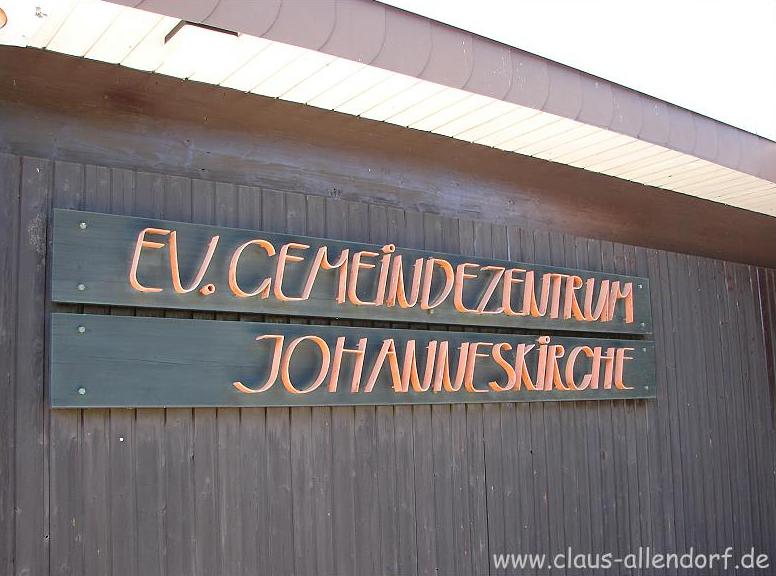 EV. GEMEINDEZENTRUM
JOHANNESKIRCHE
www.claus-allendorf.de